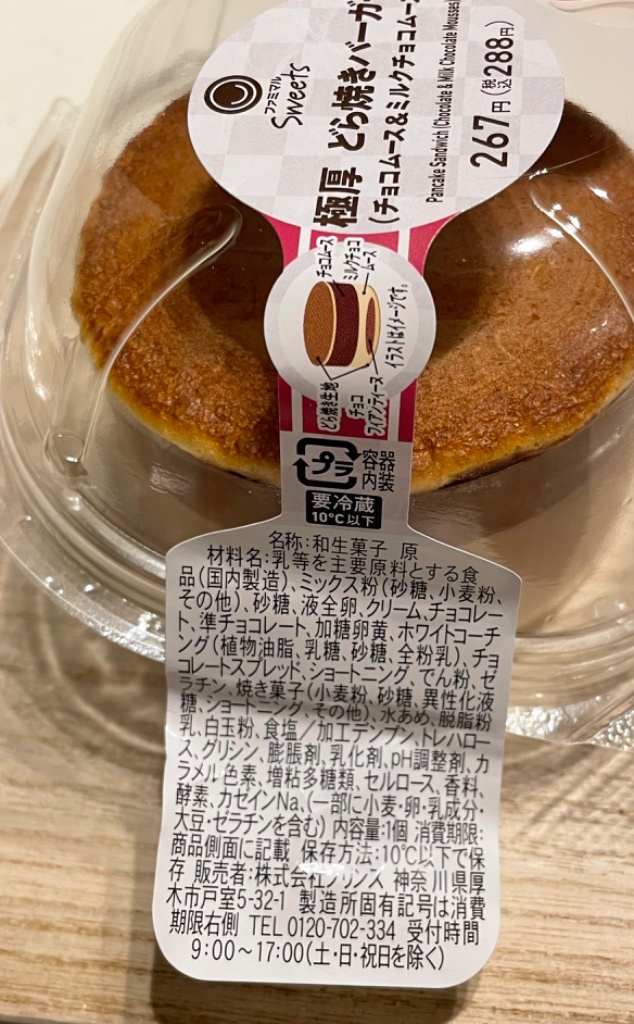 ファミマル
Sweets
極厚 どら焼きバーガ
(チョコムース&ミルクチョコムー
Pancake Sandwich (Chocolate & Milk Chocolate Mousses)
267円(税込288円)
チョコムース
ミルクチョコ
ムース
どら焼き生地
チョコ
フィアンティーヌ
イラストはイメージです。
プラ
容器
内装
要冷蔵
10°C以下
名称:和生菓子 原
材料名:乳等を主要原料とする食
品(国内製造)、ミックス粉(砂糖、小麦粉、
その他)、砂糖、液全卵、クリーム、チョコレー
ト、準チョコレート、加糖卵黄、ホワイトコーチ
ング(植物油脂、乳糖、砂糖、全粉乳)、チョ
コレートスプレッド、ショートニング、でん粉、ゼ
ラチン、焼き菓子(小麦粉、砂糖、異性化液
糖、ショートニング、その他)、水あめ、脱脂粉
乳、白玉粉、食塩/加工デンプン、トレハロー
ス、グリシン、膨脹剤、乳化剤、pH調整剤、カ
ラメル色素、増粘多糖類、セルロース、香料、
酵素、カゼインNa、(一部に小麦・卵・乳成分・
大豆・ゼラチンを含む) 内容量:1個 消費期限:
商品側面に記載 保存方法:10℃以下で保
存 販売者:株式会社プリンス 神奈川県厚
木市戸室5-32-1 製造所固有記号は消費
期限右側 TEL 0120-702-334 受付時間
9:00〜17:00(土・日・祝日を除く)